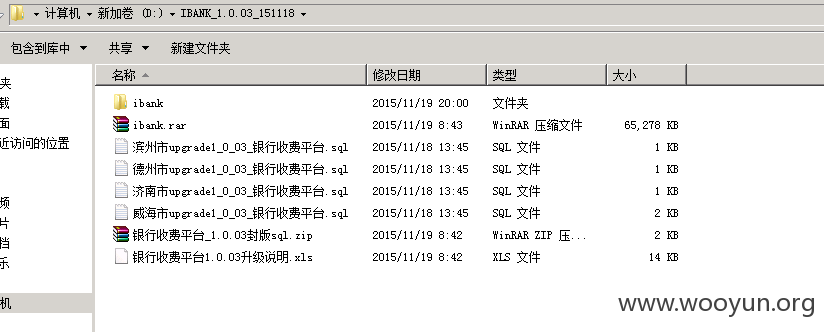 计算机 新加卷 (D:) IBANK_1.0.03_151118
包含到库中 共享 新建文件夹
名称 修改日期 类型 大小
夹
载
面
近访问的位置
频
片
档
乐
机
ibank 2015/11/19 20:00 文件夹
ibank.rar 2015/11/19 8:43 WinRAR 压缩文件 65,278 KB
滨州市upgrade1_0_03_银行收费平台.sql 2015/11/18 13:45 SQL 文件 1 KB
德州市upgrade1_0_03_银行收费平台.sql 2015/11/18 13:45 SQL 文件 1 KB
济南市upgrade1_0_03_银行收费平台.sql 2015/11/18 13:45 SQL 文件 1 KB
威海市upgrade1_0_03_银行收费平台.sql 2015/11/18 13:45 SQL 文件 2 KB
银行收费平台_1.0.03封版sql.zip 2015/11/19 8:42 WinRAR ZIP 压... 2 KB
银行收费平台1.0.03升级说明.xls 2015/11/19 8:42 XLS 文件 14 KB
www.wooyun.org